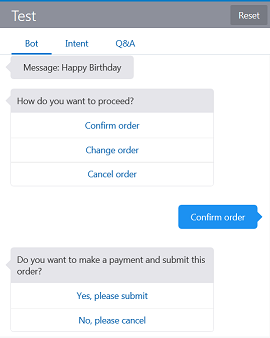 Test
Reset
Bot
Intent
Q&A
Message: Happy Birthday
How do you want to proceed?
Confirm order
Change order
Cancel order
Confirm order
Do you want to make a payment and submit this
order?
Yes, please submit
No, please cancel